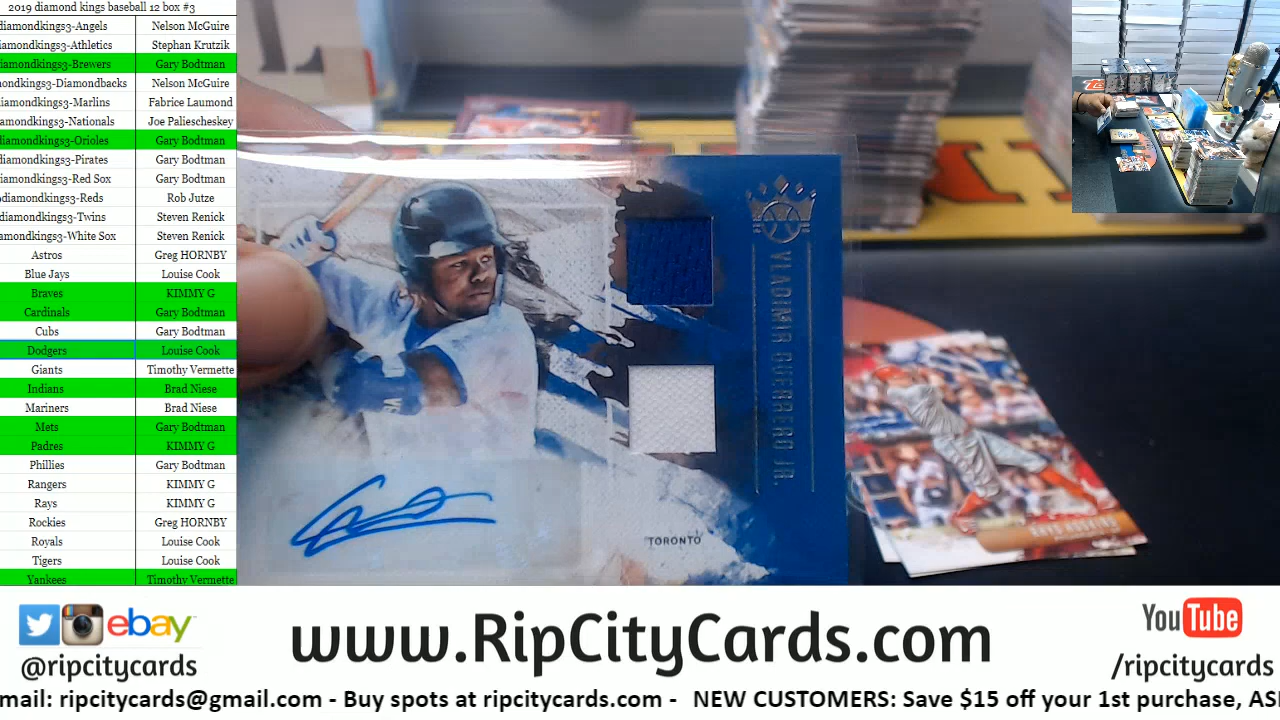 2019 diamond kings baseball 12 box #3
diamondkings3-Angels Nelson McGuire
iamondkings3-Athletics Stephan Krutzik
diamondkings3-Brewers Gary Bodtman
mondkings3-Diamondbacks Nelson McGuire
diamondkings3-Marlins Fabrice Laumond
amondkings3-Nationals Joe Paliescheskey
diamondkings3-Orioles Gary Bodtman
diamondkings3-Pirates Gary Bodtman
diamondkings3-Red Sox Gary Bodtman
diamondkings3-Reds Rob Jutze
diamondkings3-Twins Steven Renick
amondkings3-White Sox Steven Renick
Astros Greg HORNBY
Blue Jays Louise Cook
Braves KIMMY G
Cardinals Gary Bodtman
Cubs Gary Bodtman
Dodgers Louise Cook
Giants Timothy Vermette
Indians Brad Niese
Mariners Brad Niese
Mets Gary Bodtman
Padres KIMMY G
Phillies Gary Bodtman
Rangers KIMMY G
Rays KIMMY G
Rockies Greg HORNBY
Royals Louise Cook
Tigers Louise Cook
Yankees Timothy Vermette
VLADIMIR GUERRERO JR.
TORONTO
ebay
@ripcitycards
www.RipCityCards.com
YouTube
/ripcitycards
mail: ripcitycards@gmail.com - Buy spots at ripcitycards.com - NEW CUSTOMERS: Save $15 off your 1st purchase, AS